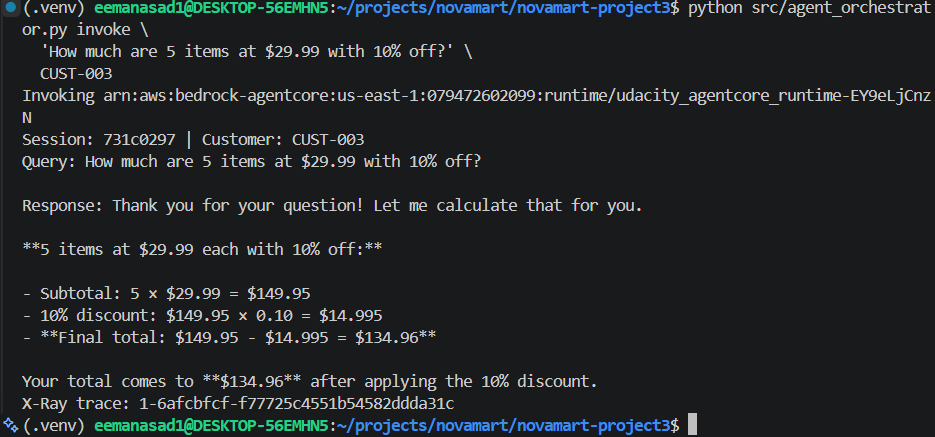 (.venv) eemanasad1@DESKTOP-56EMHN5:~/projects/novamart/novamart-project3$ python src/agent_orchestrat
or.py invoke \
  'How much are 5 items at $29.99 with 10% off?' \
  CUST-003
Invoking arn:aws:bedrock-agentcore:us-east-1:079472602099:runtime/udacity_agentcore_runtime-EY9eLjCnz
N
Session: 731c0297 | Customer: CUST-003
Query: How much are 5 items at $29.99 with 10% off?

Response: Thank you for your question! Let me calculate that for you.

**5 items at $29.99 each with 10% off:**

- Subtotal: 5 × $29.99 = $149.95
- 10% discount: $149.95 × 0.10 = $14.995
- **Final total: $149.95 - $14.995 = $134.96**

Your total comes to **$134.96** after applying the 10% discount.
X-Ray trace: 1-6afcbfcf-f77725c4551b54582ddda31c
(.venv) eemanasad1@DESKTOP-56EMHN5:~/projects/novamart/novamart-project3$